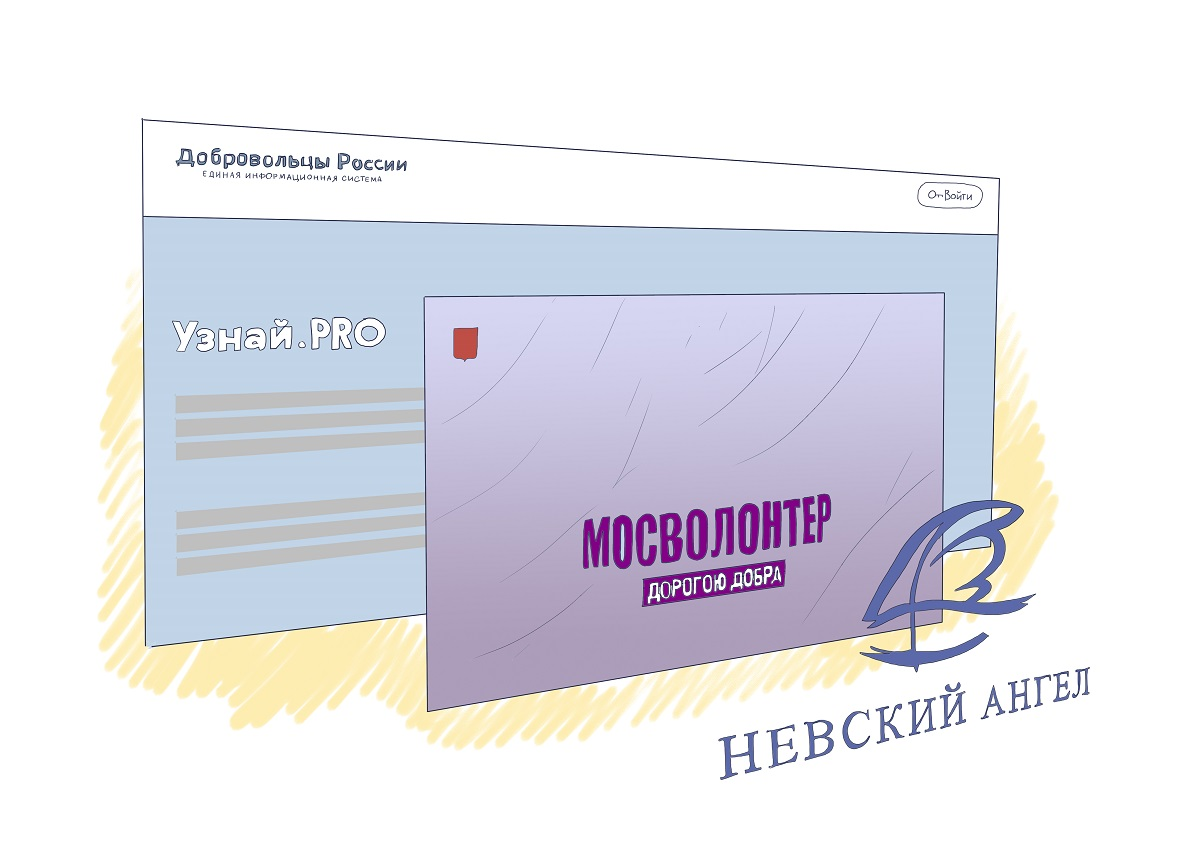 Добровольцы России
ЕДИНАЯ ИНФОРМАЦИОННАЯ СИСТЕМА
Войти
Узнай.PRO
МОСВОЛОНТЕР
ДОРОГОЮ ДОБРА
НЕВСКИЙ АНГЕЛ